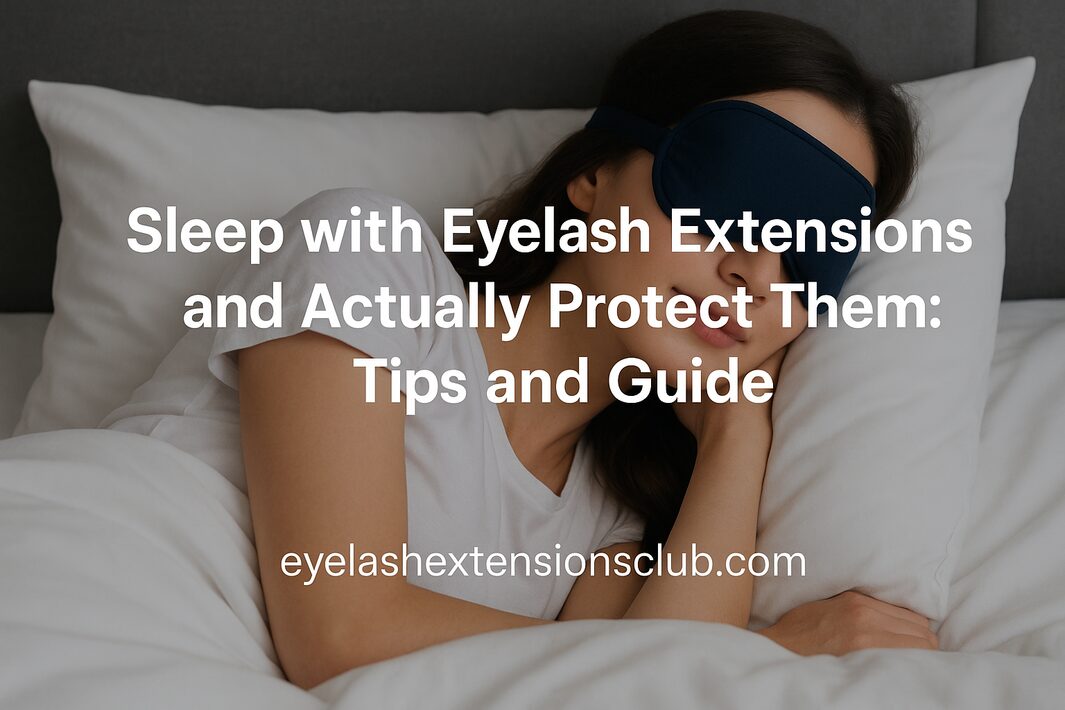 Sleep with Eyelash Extensions
and Actually Protect Them:
Tips and Guide
eyelashextensionsclub.com